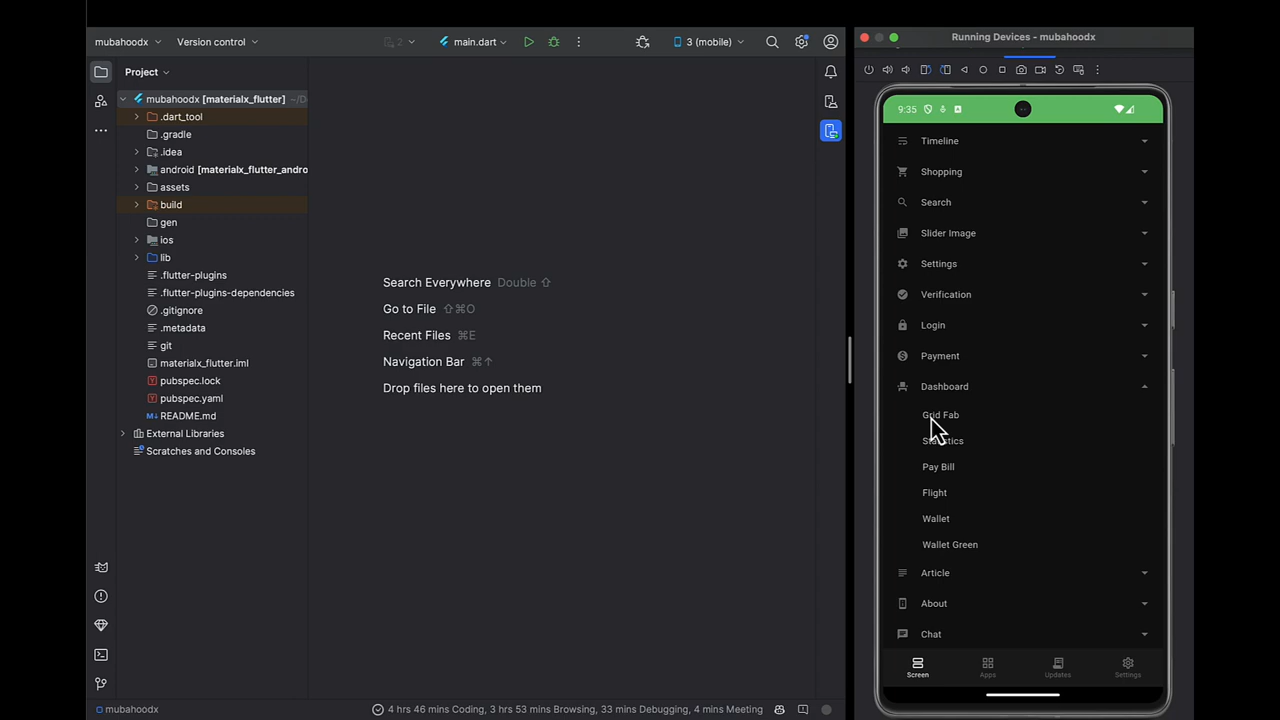 mubahoodx
Version control
2
main.dart
3 (mobile)
Running Devices - mubahoodx
Project
mubahoodx [materialx_flutter] ~/D
.dart_tool
.gradle
.idea
android [materialx_flutter_andro
assets
build
gen
ios
lib
.flutter-plugins
.flutter-plugins-dependencies
.gitignore
.metadata
git
materialx_flutter.iml
pubspec.lock
pubspec.yaml
README.md
External Libraries
Scratches and Consoles
Search Everywhere Double ⇧
Go to File ⇧⌘O
Recent Files ⌘E
Navigation Bar ⌘↑
Drop files here to open them
9:35
Timeline
Shopping
Search
Slider Image
Settings
Verification
Login
Payment
Dashboard
Grid Fab
Statistics
Pay Bill
Flight
Wallet
Wallet Green
Article
About
Chat
Screen
Apps
Updates
Settings
mubahoodx
4 hrs 46 mins Coding, 3 hrs 53 mins Browsing, 33 mins Debugging, 4 mins Meeting